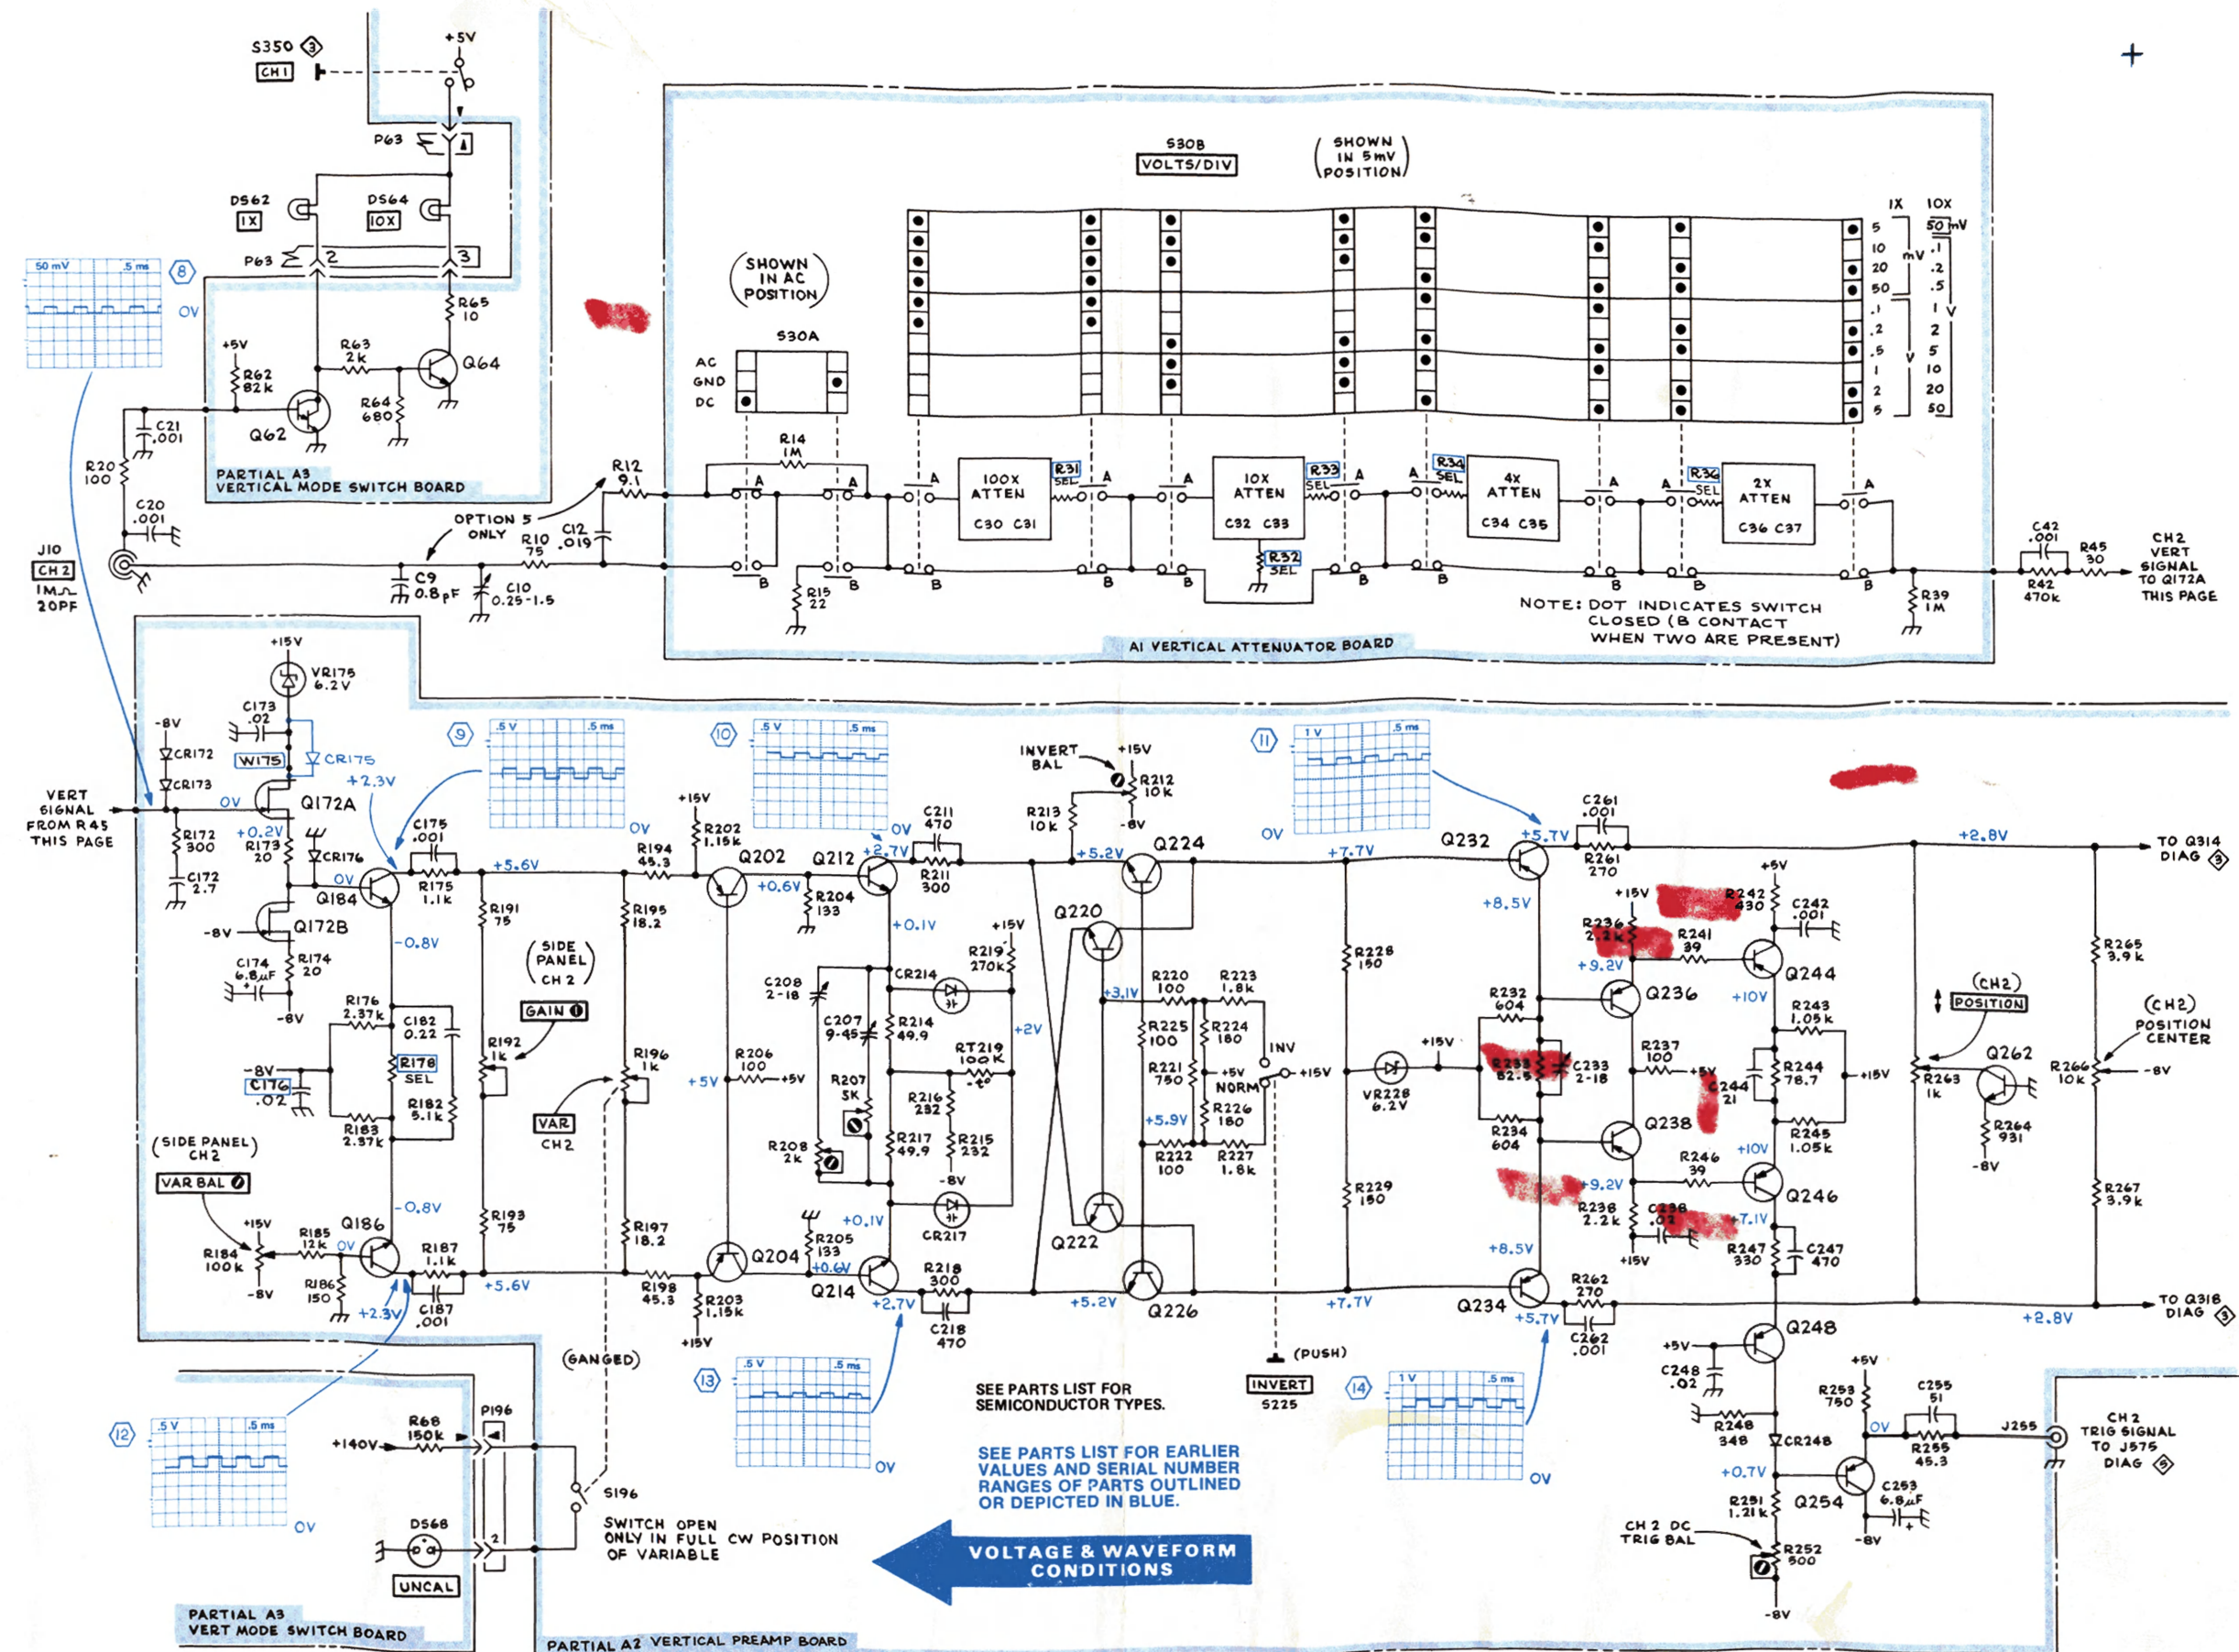 S350 3
CH 1
+5V
P63
DS62
1X
DS64
10X
P63
2
3
50 mV .5 ms
8
0V
R65
10
+5V
R62
82K
R63
2K
Q64
R64
680
Q62
C21
.001
R20
100
C20
.001
J10
CH 2
1MΩ
20PF
PARTIAL A3
VERTICAL MODE SWITCH BOARD
OPTION 5
ONLY
R12
9.1
C12
.019
R10
75
C9
0.8pF
C10
0.25-1.5
S30B
VOLTS/DIV
(SHOWN
IN 5mV
POSITION)
(SHOWN
IN AC
POSITION)
S30A
AC
GND
DC
1X 10X
5 50 mV
10 .1
mV
20 .2
50 .5
.1 1 V
.2 2
.5 5
V
1 10
2 20
5 50
R14
1M
R15
22
A A A A A A A A A A
B B B B B B B B B B
100X
ATTEN
C30 C31
R31
SEL
10X
ATTEN
C32 C33
R32
SEL
R33
SEL
R34
SEL
4X
ATTEN
C34 C35
R36
SEL
2X
ATTEN
C36 C37
R39
1M
C42
.001
R42
470K
R45
30
CH2
VERT
SIGNAL
TO Q172A
THIS PAGE
NOTE: DOT INDICATES SWITCH
CLOSED (B CONTACT
WHEN TWO ARE PRESENT)
A1 VERTICAL ATTENUATOR BOARD
+15V
VR175
6.2V
C173
.02
-8V
CR172
CR173
W175
CR175
+2.3V
VERT
SIGNAL
FROM R45
THIS PAGE
0V
Q172A
R172
300
C172
2.7
+0.2V
R173
20
CR176
0V
Q184
C175
.001
R175
1.1K
-8V
Q172B
C174
6.8µF
R174
20
-8V
-0.8V
9
.5 V .5 ms
0V
+5.6V
R191
75
R176
2.37K
C182
0.22
-8V
C176
.02
R178
SEL
R182
5.1K
R183
2.37K
(SIDE
PANEL)
CH 2
GAIN
R192
1K
R193
75
(SIDE PANEL)
CH2
VAR BAL
+15V
R184
100K
-8V
R185
12K
0V
Q186
R186
150
-0.8V
R187
1.1K
C187
.001
+2.3V
+5.6V
R194
45.3
R195
18.2
R196
1K
VAR
CH2
R197
18.2
R198
45.3
+15V
R202
1.15K
Q202
+5V
R206
100
+5V
Q204
R203
1.15K
+15V
10
.5 V .5 ms
0V
Q212
+2.7V
C211
470
R211
300
+0.6V
R204
133
+0.1V
C208
2-18
C207
9-45
CR214
R219
270K
+15V
R214
49.9
+2V
RT219
100K
-t°
R207
5K
R216
232
R208
2K
R217
49.9
R215
232
-8V
CR217
+0.1V
R205
133
+0.6V
Q214
+2.7V
R218
300
C218
470
INVERT
BAL
+15V
R212
10K
-8V
R213
10K
+5.2V
Q224
Q220
+3.1V
R220
100
R223
1.8K
R225
100
R224
180
R221
750
+5V
INV
NORM
+15V
R226
180
+5.9V
R222
100
R227
1.8K
Q222
+5.2V
Q226
11
1 V .5 ms
0V
+7.7V
R228
150
VR228
6.2V
+15V
R229
150
+7.7V
Q232
+5.7V
C261
.001
R261
270
+8.5V
+15V
R236
2.2K
R241
39
+9.2V
Q236
R232
604
R233
82.5
C233
2-18
R237
100
+5V
R234
604
Q238
R246
39
+9.2V
R238
2.2K
C238
.02
+15V
+8.5V
Q234
R262
270
+5.7V
C262
.001
+5V
R242
430
C242
.001
Q244
+10V
R243
1.05K
C244
21
R244
78.7
+15V
R245
1.05K
+10V
Q246
+7.1V
R247
330
C247
470
+2.8V
TO Q314
DIAG 3
(CH2)
POSITION
R263
1K
Q262
R264
931
-8V
R265
3.9K
(CH2)
POSITION
CENTER
R266
10K
-8V
R267
3.9K
+2.8V
TO Q318
DIAG 3
+5V
Q248
C248
.02
R248
348
CR248
+0.7V
R251
1.21K
CH 2 DC
TRIG BAL
R252
500
-8V
+5V
R253
750
0V
C255
51
R255
45.3
J255
Q254
C253
6.8µF
-8V
CH 2
TRIG SIGNAL
TO J575
DIAG 5
12
.5 V .5 ms
0V
R68
150K
+140V
P196
2
DS68
UNCAL
(GANGED)
S196
SWITCH OPEN
ONLY IN FULL CW POSITION
OF VARIABLE
13
.5 V .5 ms
0V
SEE PARTS LIST FOR
SEMICONDUCTOR TYPES.
SEE PARTS LIST FOR EARLIER
VALUES AND SERIAL NUMBER
RANGES OF PARTS OUTLINED
OR DEPICTED IN BLUE.
VOLTAGE & WAVEFORM
CONDITIONS
(PUSH)
INVERT
S225
14
1 V .5 ms
0V
PARTIAL A3
VERT MODE SWITCH BOARD
PARTIAL A2 VERTICAL PREAMP BOARD